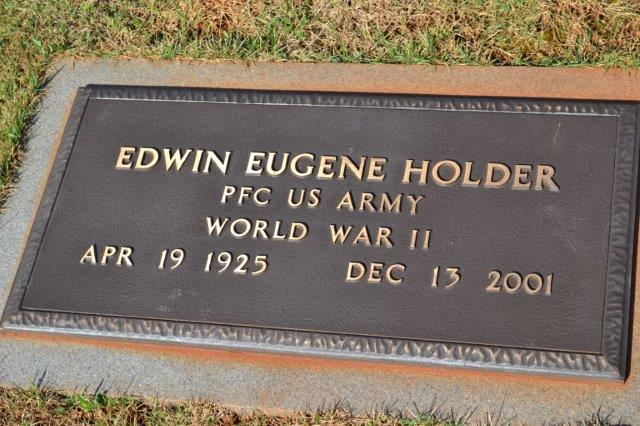 EDWIN EUGENE HOLDER
PFC US ARMY
WORLD WAR II
APR 19 1925 DEC 13 2001